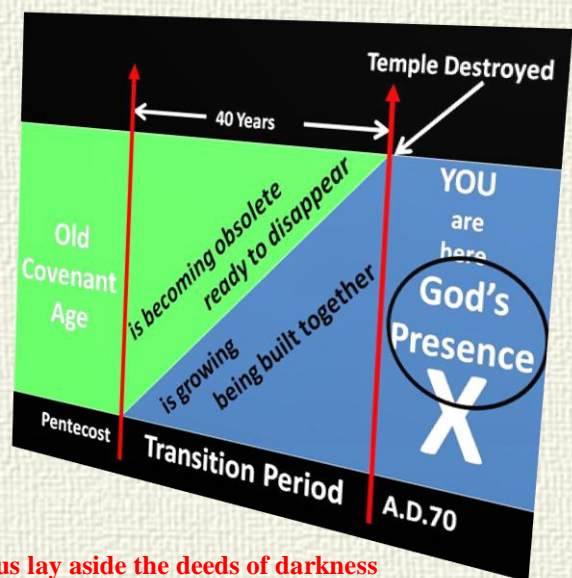 Temple Destroyed
40 Years
Old
Covenant
Age
is becoming obsolete
ready to disappear
is growing
being built together
YOU
are
here
God's
Presence
X
Pentecost
Transition Period
A.D.70
us lay aside the deeds of darkness